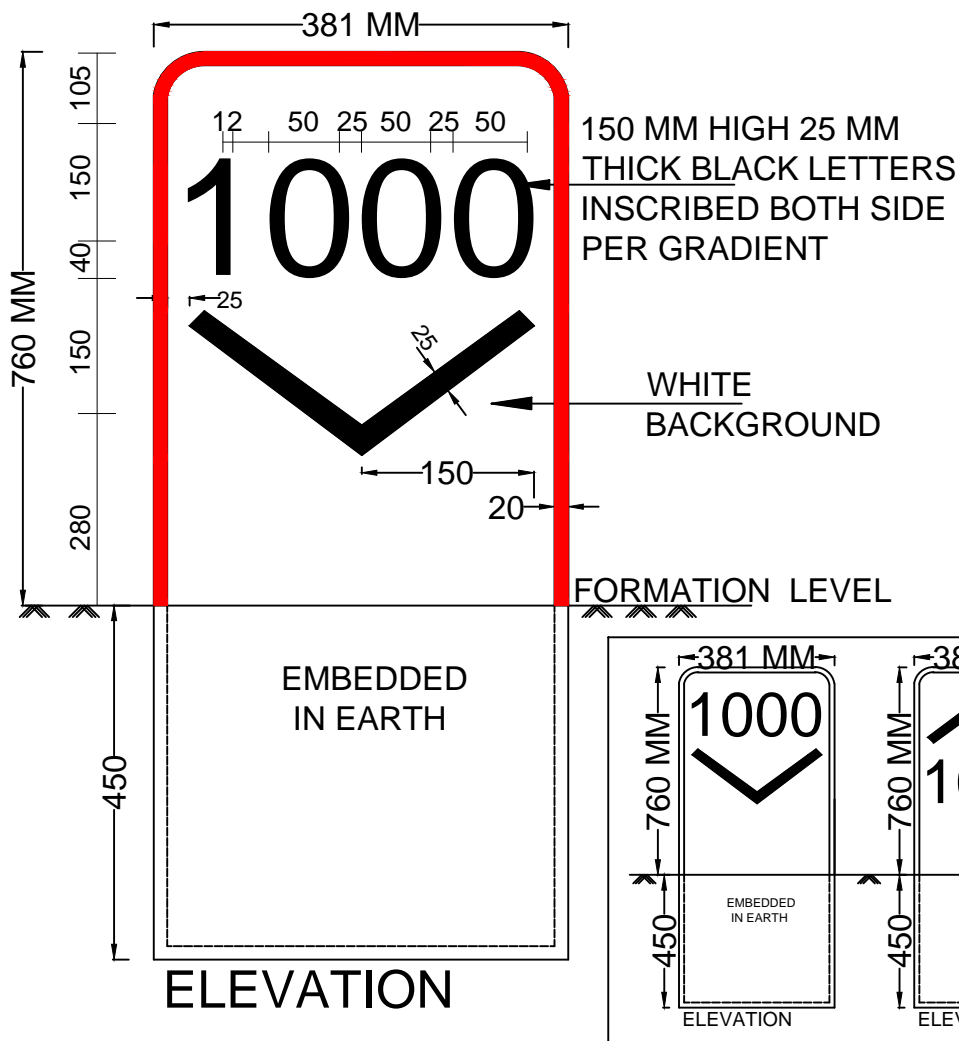 381 MM
760 MM
105
150
40
150
280
12 50 25 50 25 50
1000
150 MM HIGH 25 MM
THICK BLACK LETTERS
INSCRIBED BOTH SIDE
PER GRADIENT
25
25
WHITE
BACKGROUND
150
20
FORMATION LEVEL
EMBEDDED
IN EARTH
450
ELEVATION
381 MM
760 MM
1000
EMBEDDED
IN EARTH
450
ELEVATION
760 MM
450